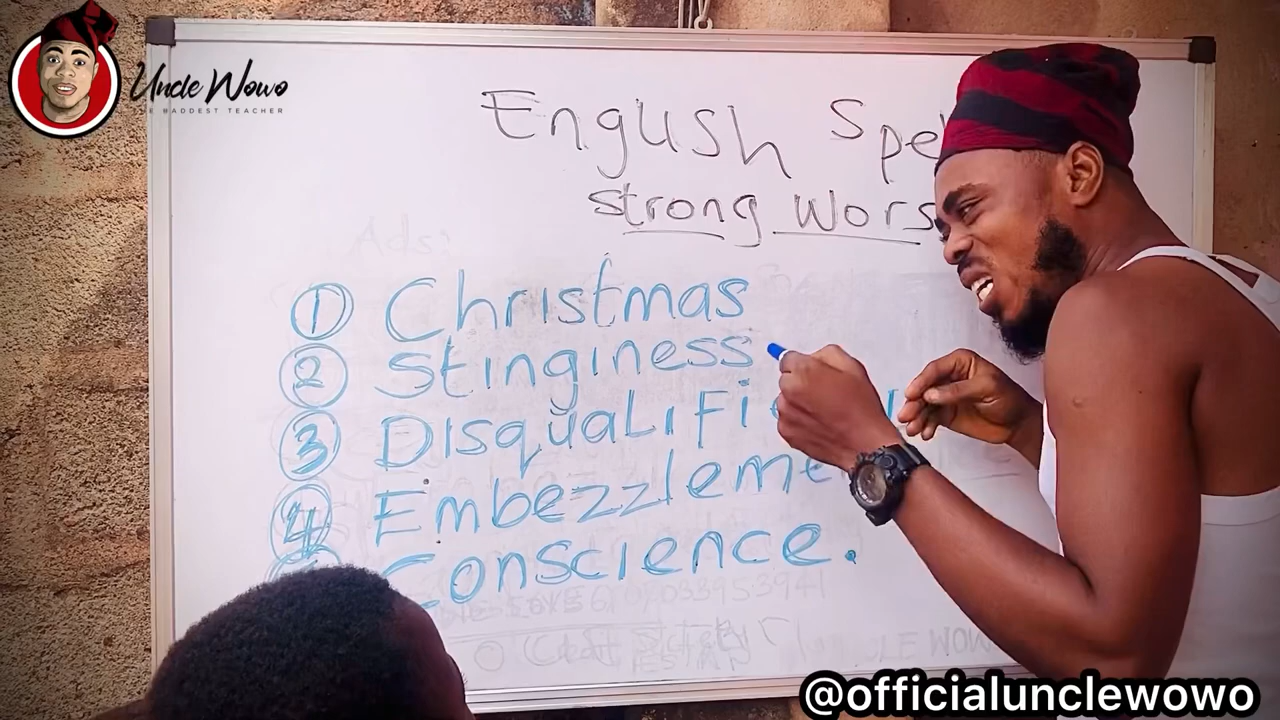 Uncle Wowo
E BADDEST TEACHER
English Spe
Strong Wors
Ads:
1 Christmas
2 Stinginess
3 Disqualifi
4 Embezzleme
Conscience.
@officialunclewowo